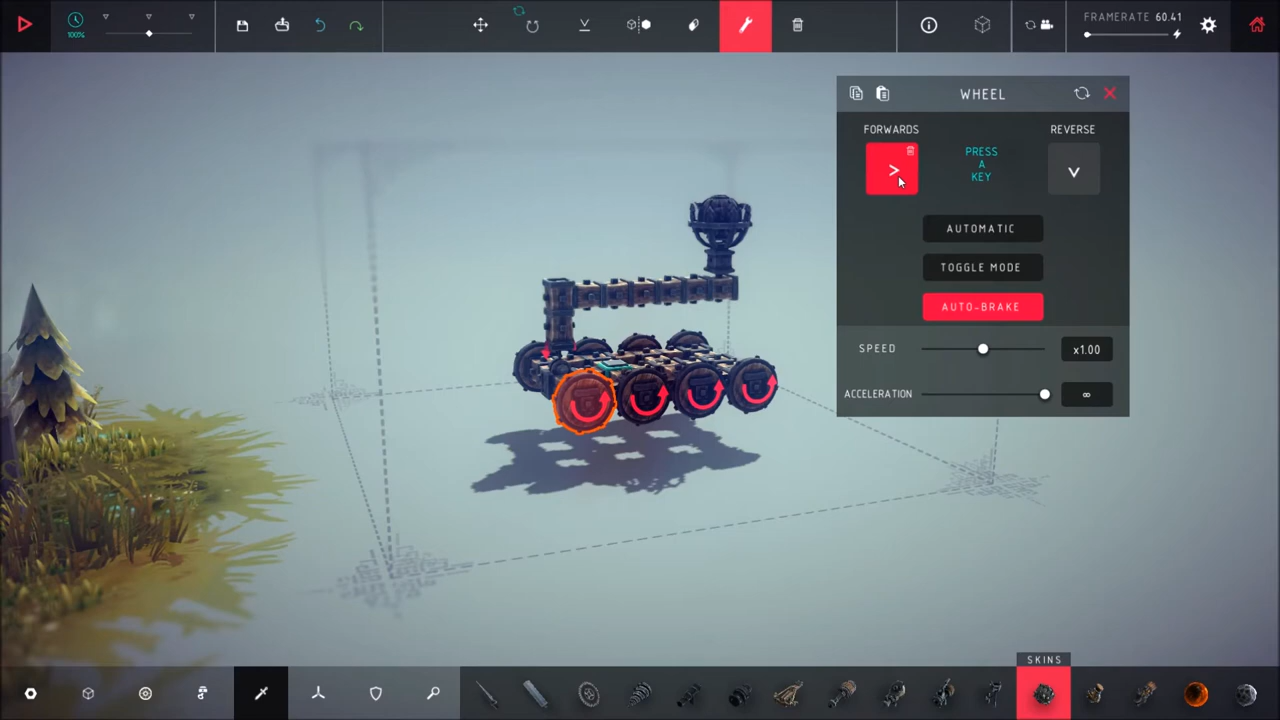 FRAMERATE 60.41
100%
WHEEL
FORWARDS
REVERSE
>
PRESS
A
KEY
V
AUTOMATIC
TOGGLE MODE
AUTO-BRAKE
SPEED
x1.00
ACCELERATION
∞
SKINS